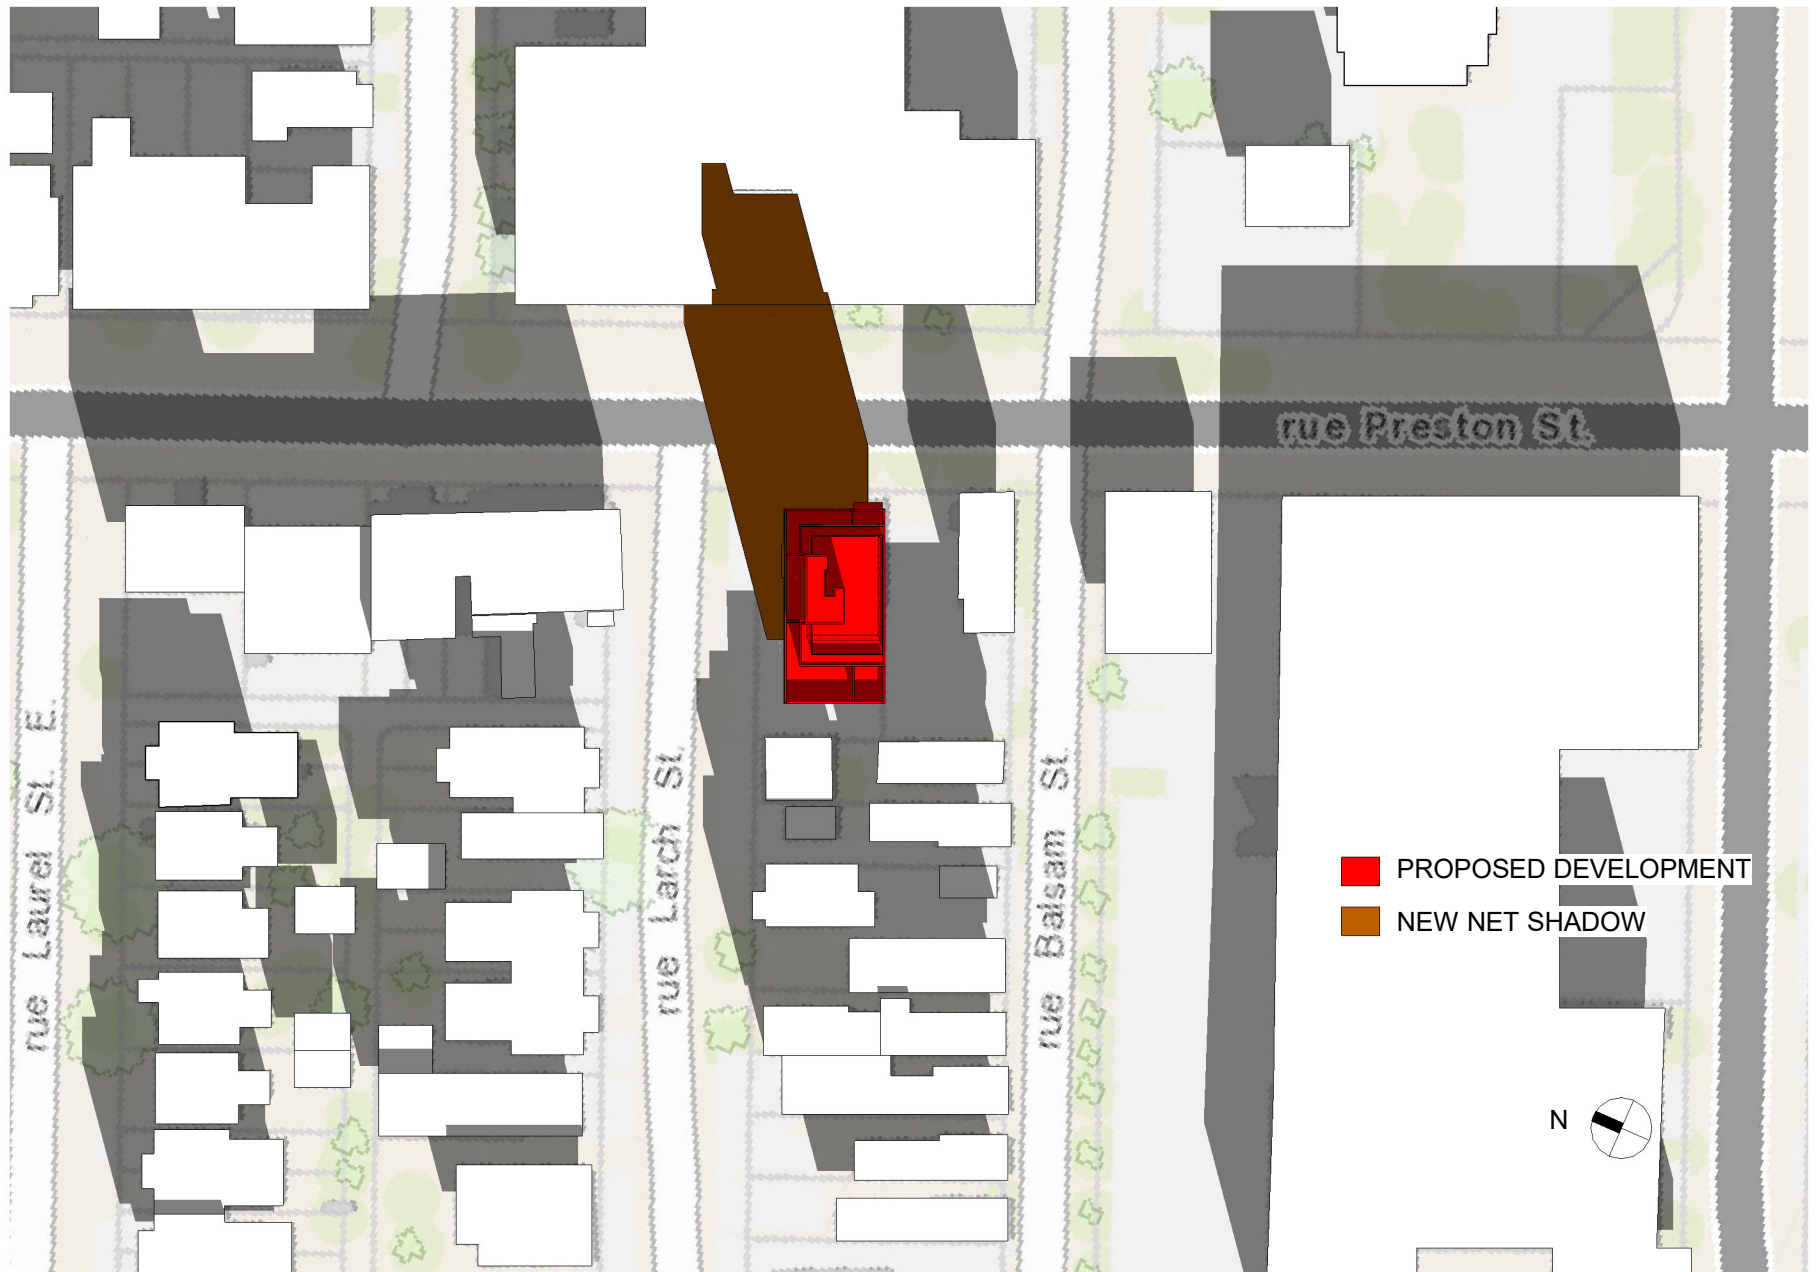 rue Preston St.
rue Laurel St. E.
rue Larch St.
rue Balsam St.
PROPOSED DEVELOPMENT
NEW NET SHADOW
N